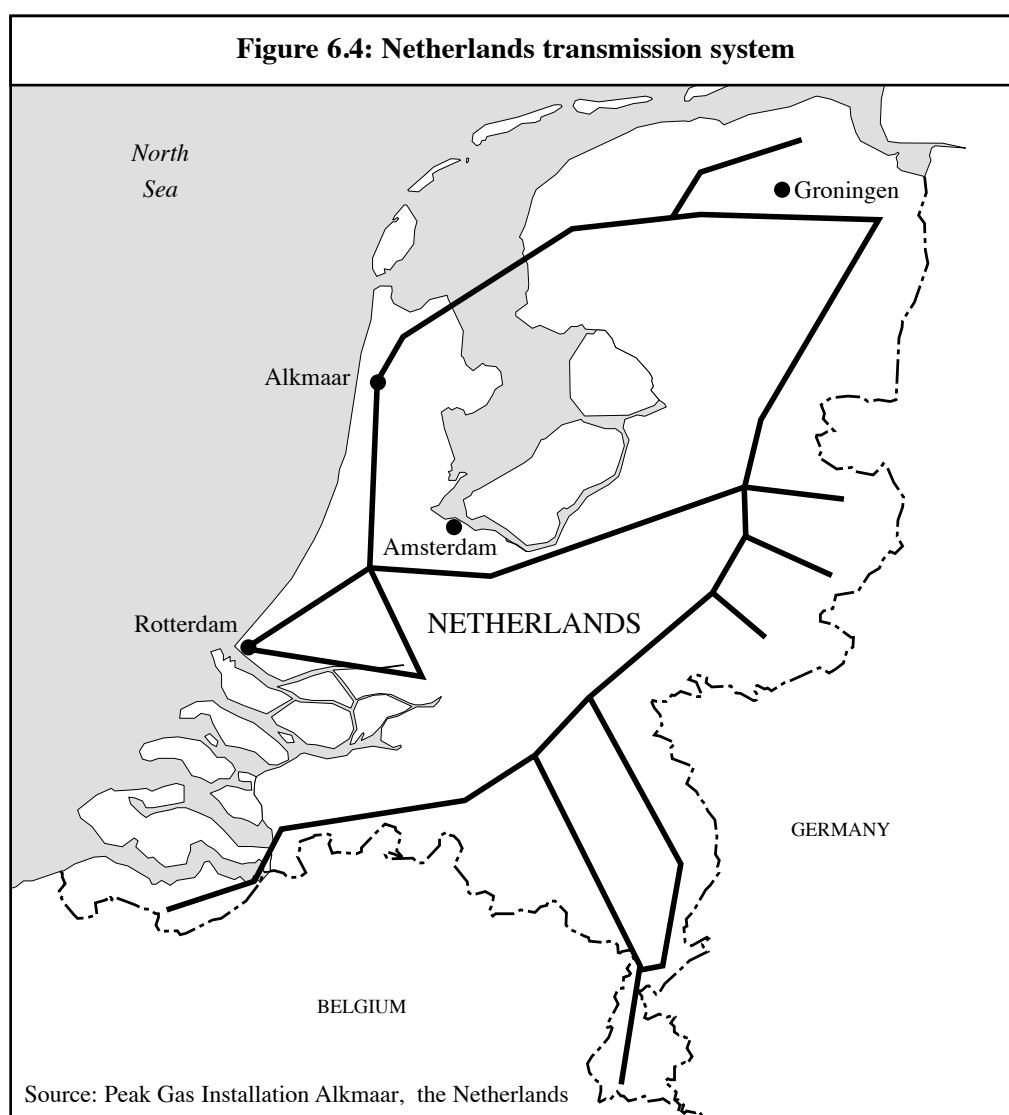 Figure 6.4: Netherlands transmission system
North
Sea
Groningen
Alkmaar
Amsterdam
Rotterdam
NETHERLANDS
GERMANY
BELGIUM
Source: Peak Gas Installation Alkmaar, the Netherlands